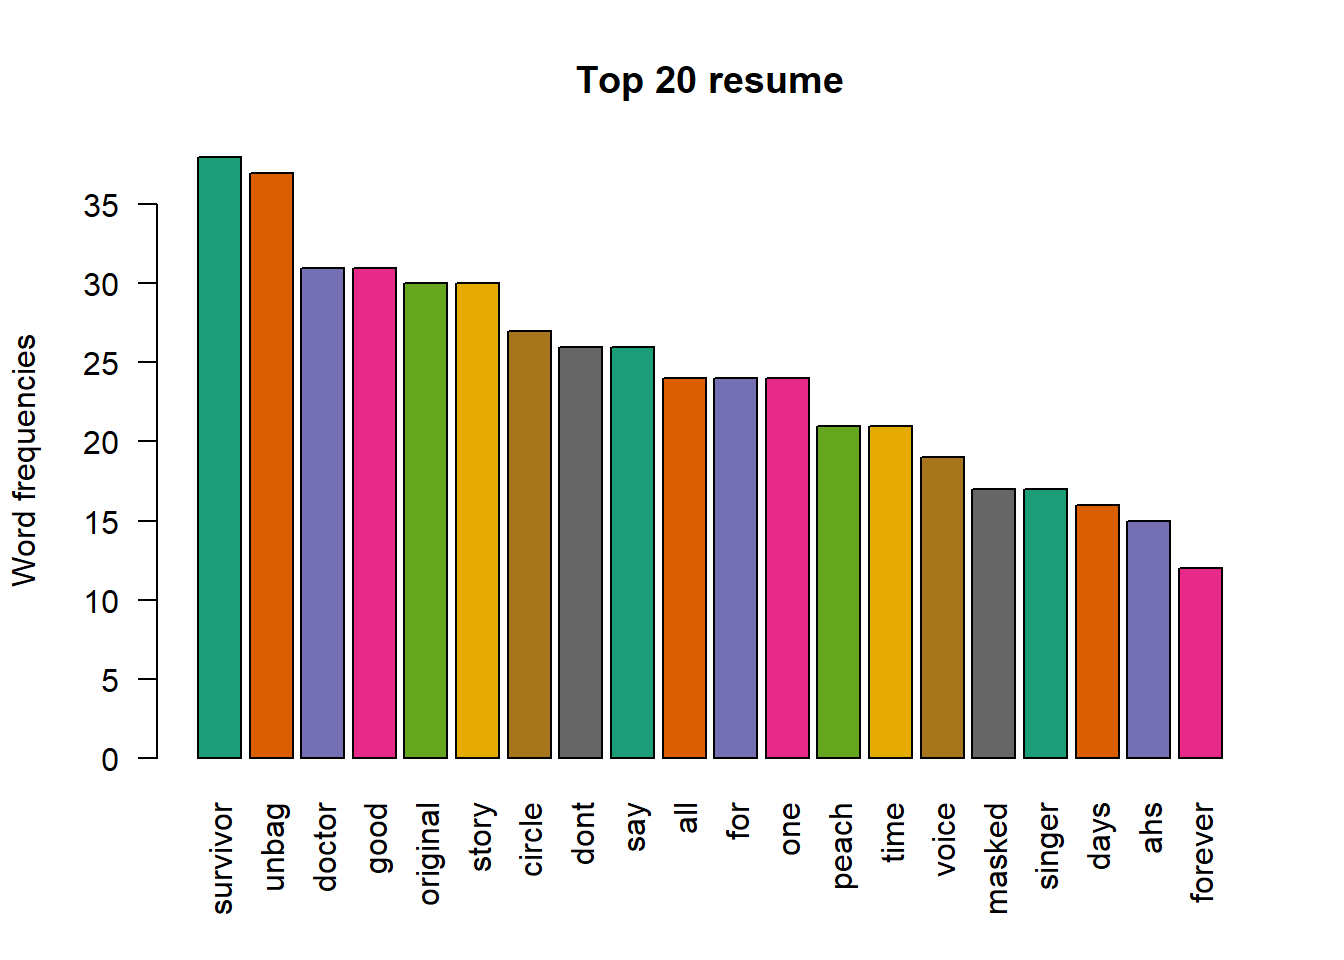 Top 20 resume
Word frequencies
35
30
25
20
15
10
5
0
survivor
unbag
doctor
good
original
story
circle
dont
say
all
for
one
peach
time
voice
masked
singer
days
ahs
forever